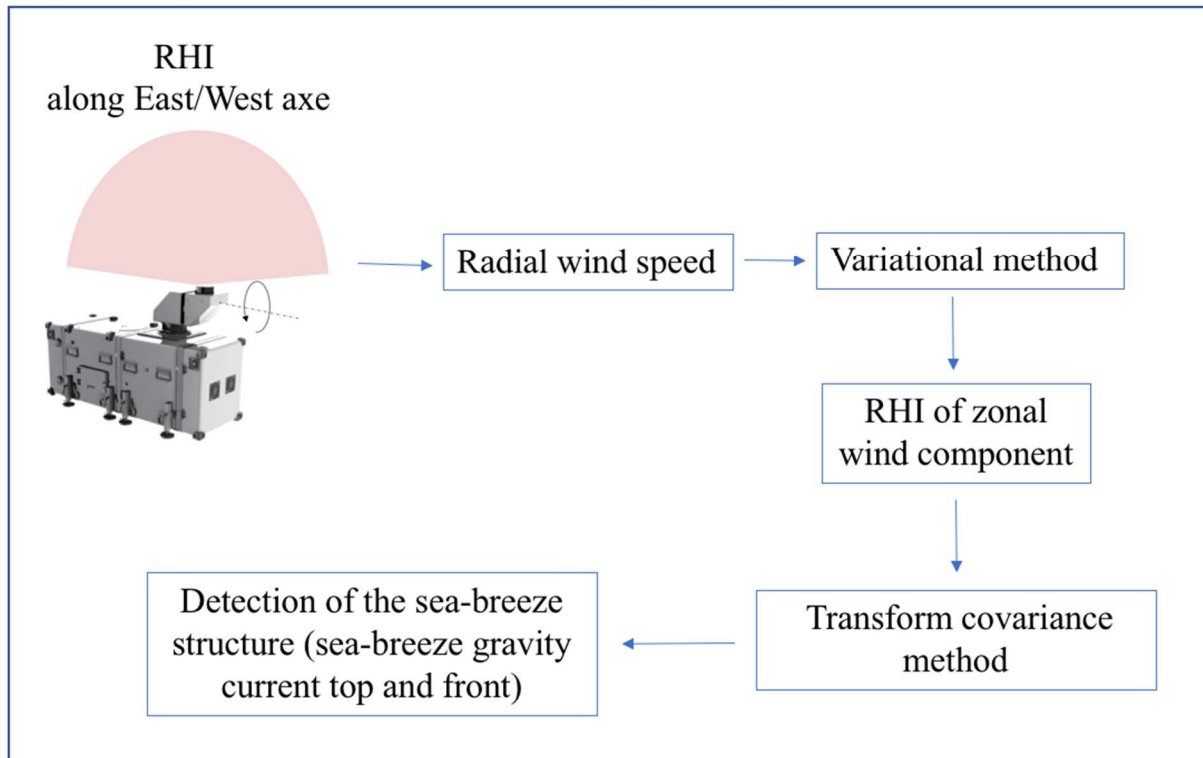 RHI
along East/West axe
Radial wind speed
Variational method
RHI of zonal
wind component
Transform covariance
method
Detection of the sea-breeze
structure (sea-breeze gravity
current top and front)